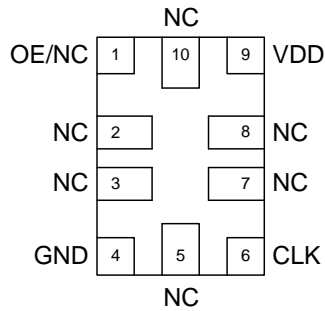 NC
OE/NC 1 10 9 VDD
NC 2 8 NC
NC 3 7 NC
GND 4 5 6 CLK
NC